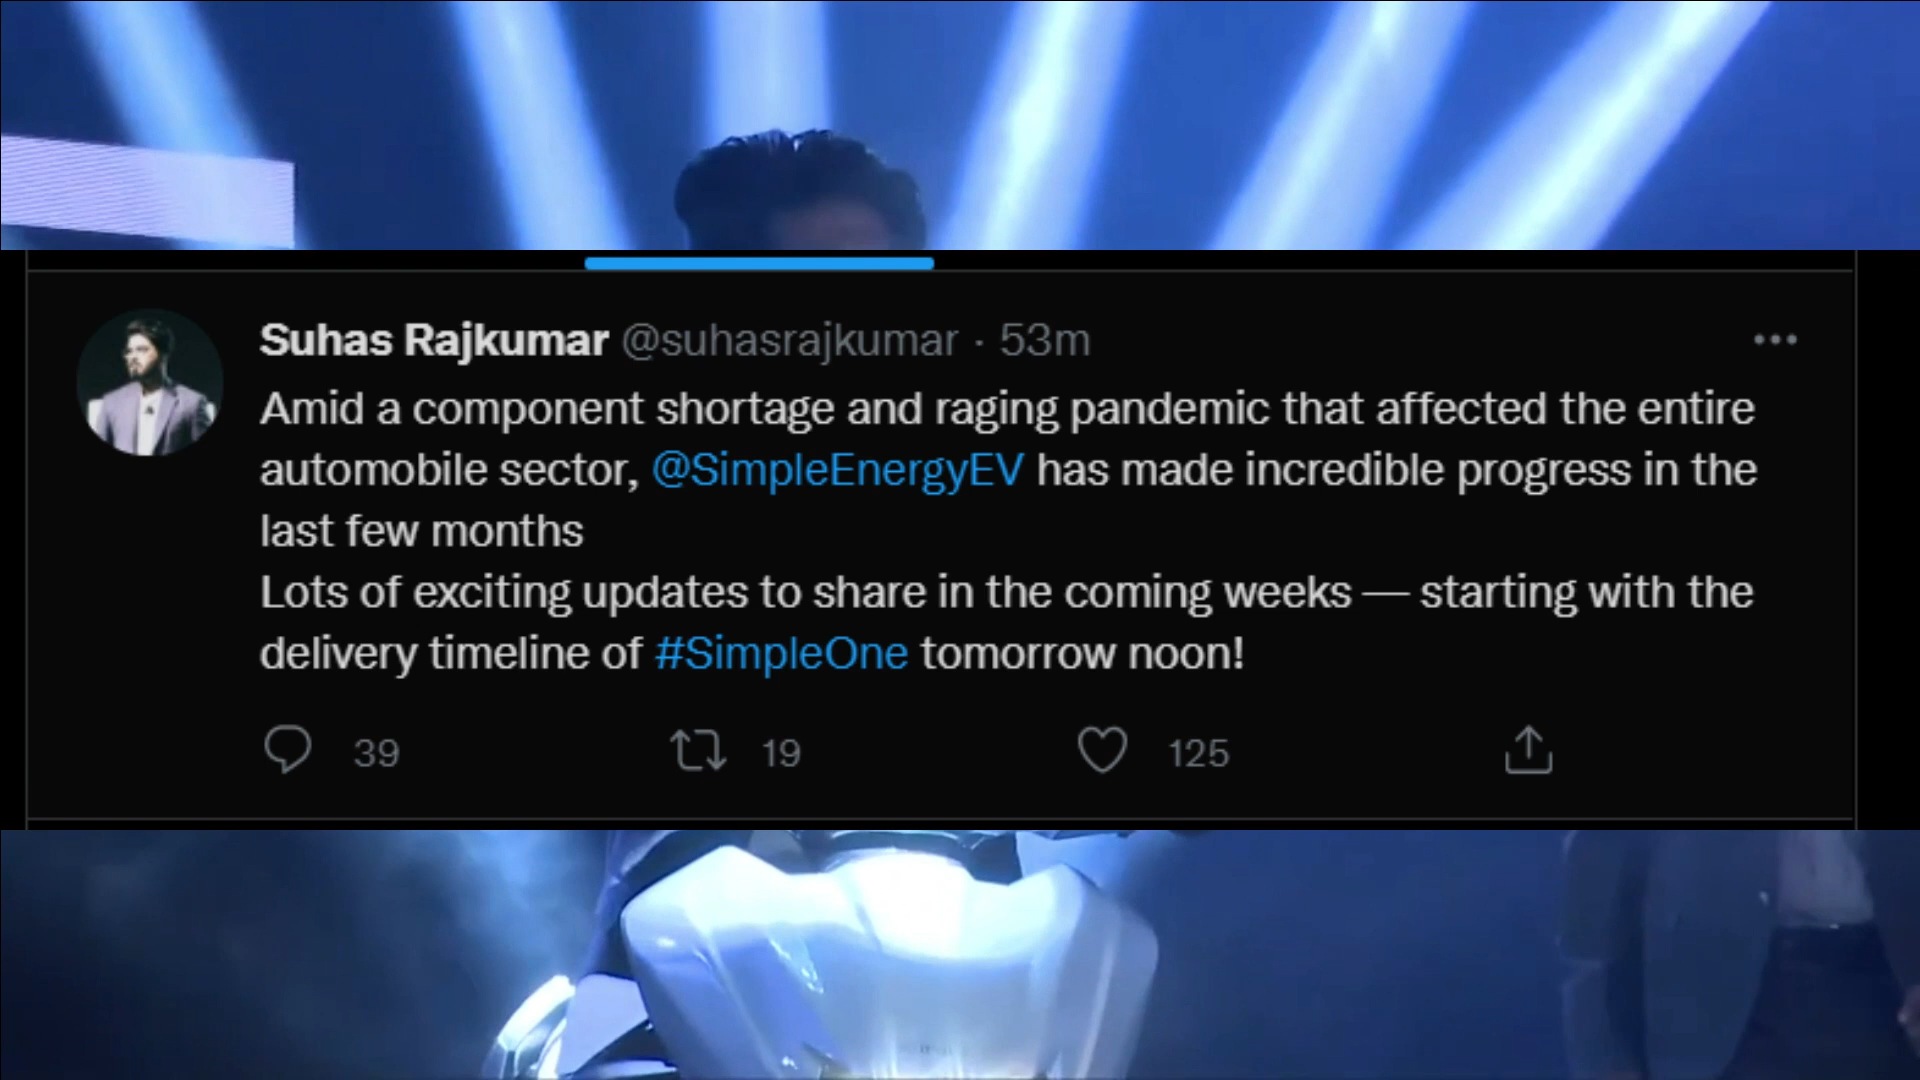 Suhas Rajkumar @suhasrajkumar · 53m
Amid a component shortage and raging pandemic that affected the entire
automobile sector, @SimpleEnergyEV has made incredible progress in the
last few months
Lots of exciting updates to share in the coming weeks — starting with the
delivery timeline of #SimpleOne tomorrow noon!
39 19 125